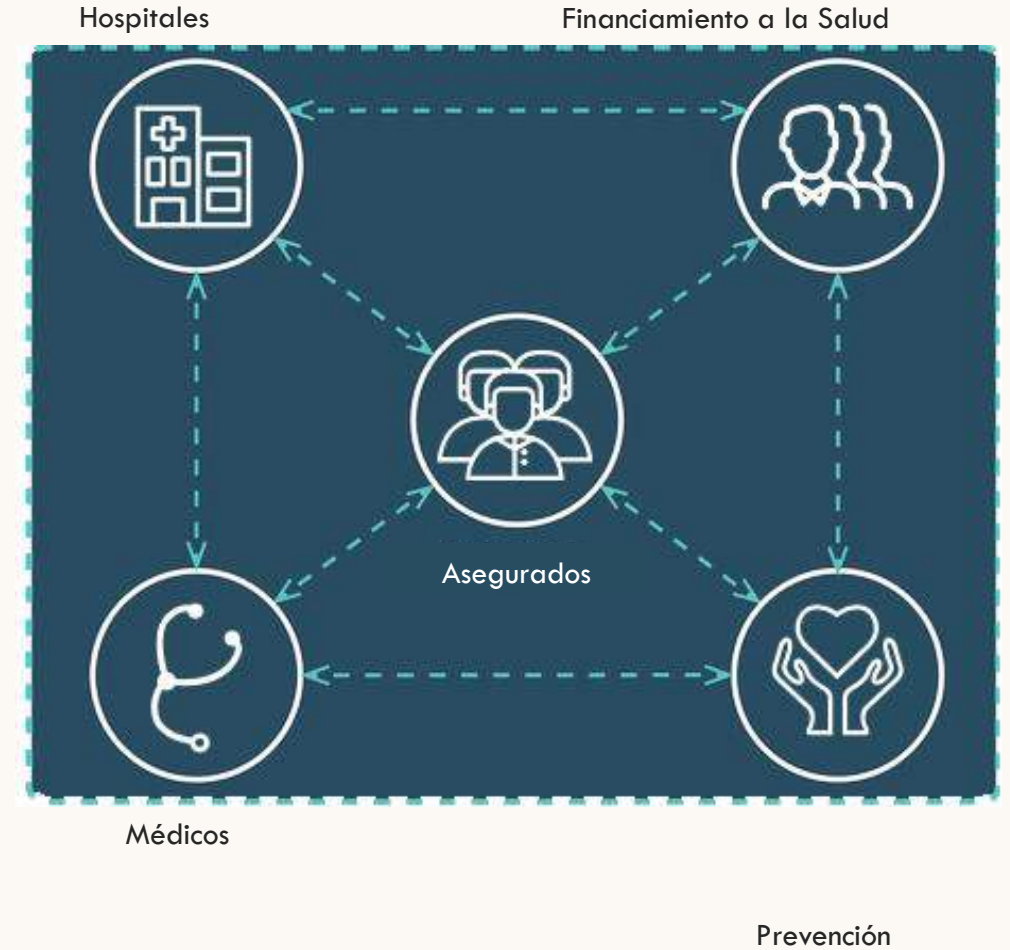 Hospitales
Financiamiento a la Salud
Asegurados
Médicos
Prevención